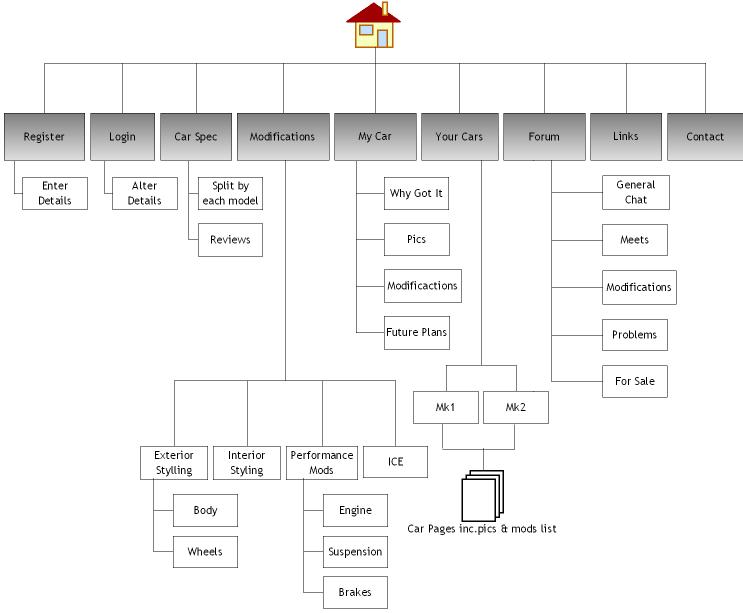 Register
Login
Car Spec
Modifications
My Car
Your Cars
Forum
Links
Contact
Enter
Details
Alter
Details
Split by
each model
Reviews
Why Got It
Pics
Modificactions
Future Plans
General
Chat
Meets
Modifications
Problems
For Sale
Mk1
Mk2
Exterior
Stylling
Interior
Styling
Performance
Mods
ICE
Body
Wheels
Engine
Suspension
Brakes
Car Pages inc.pics & mods list